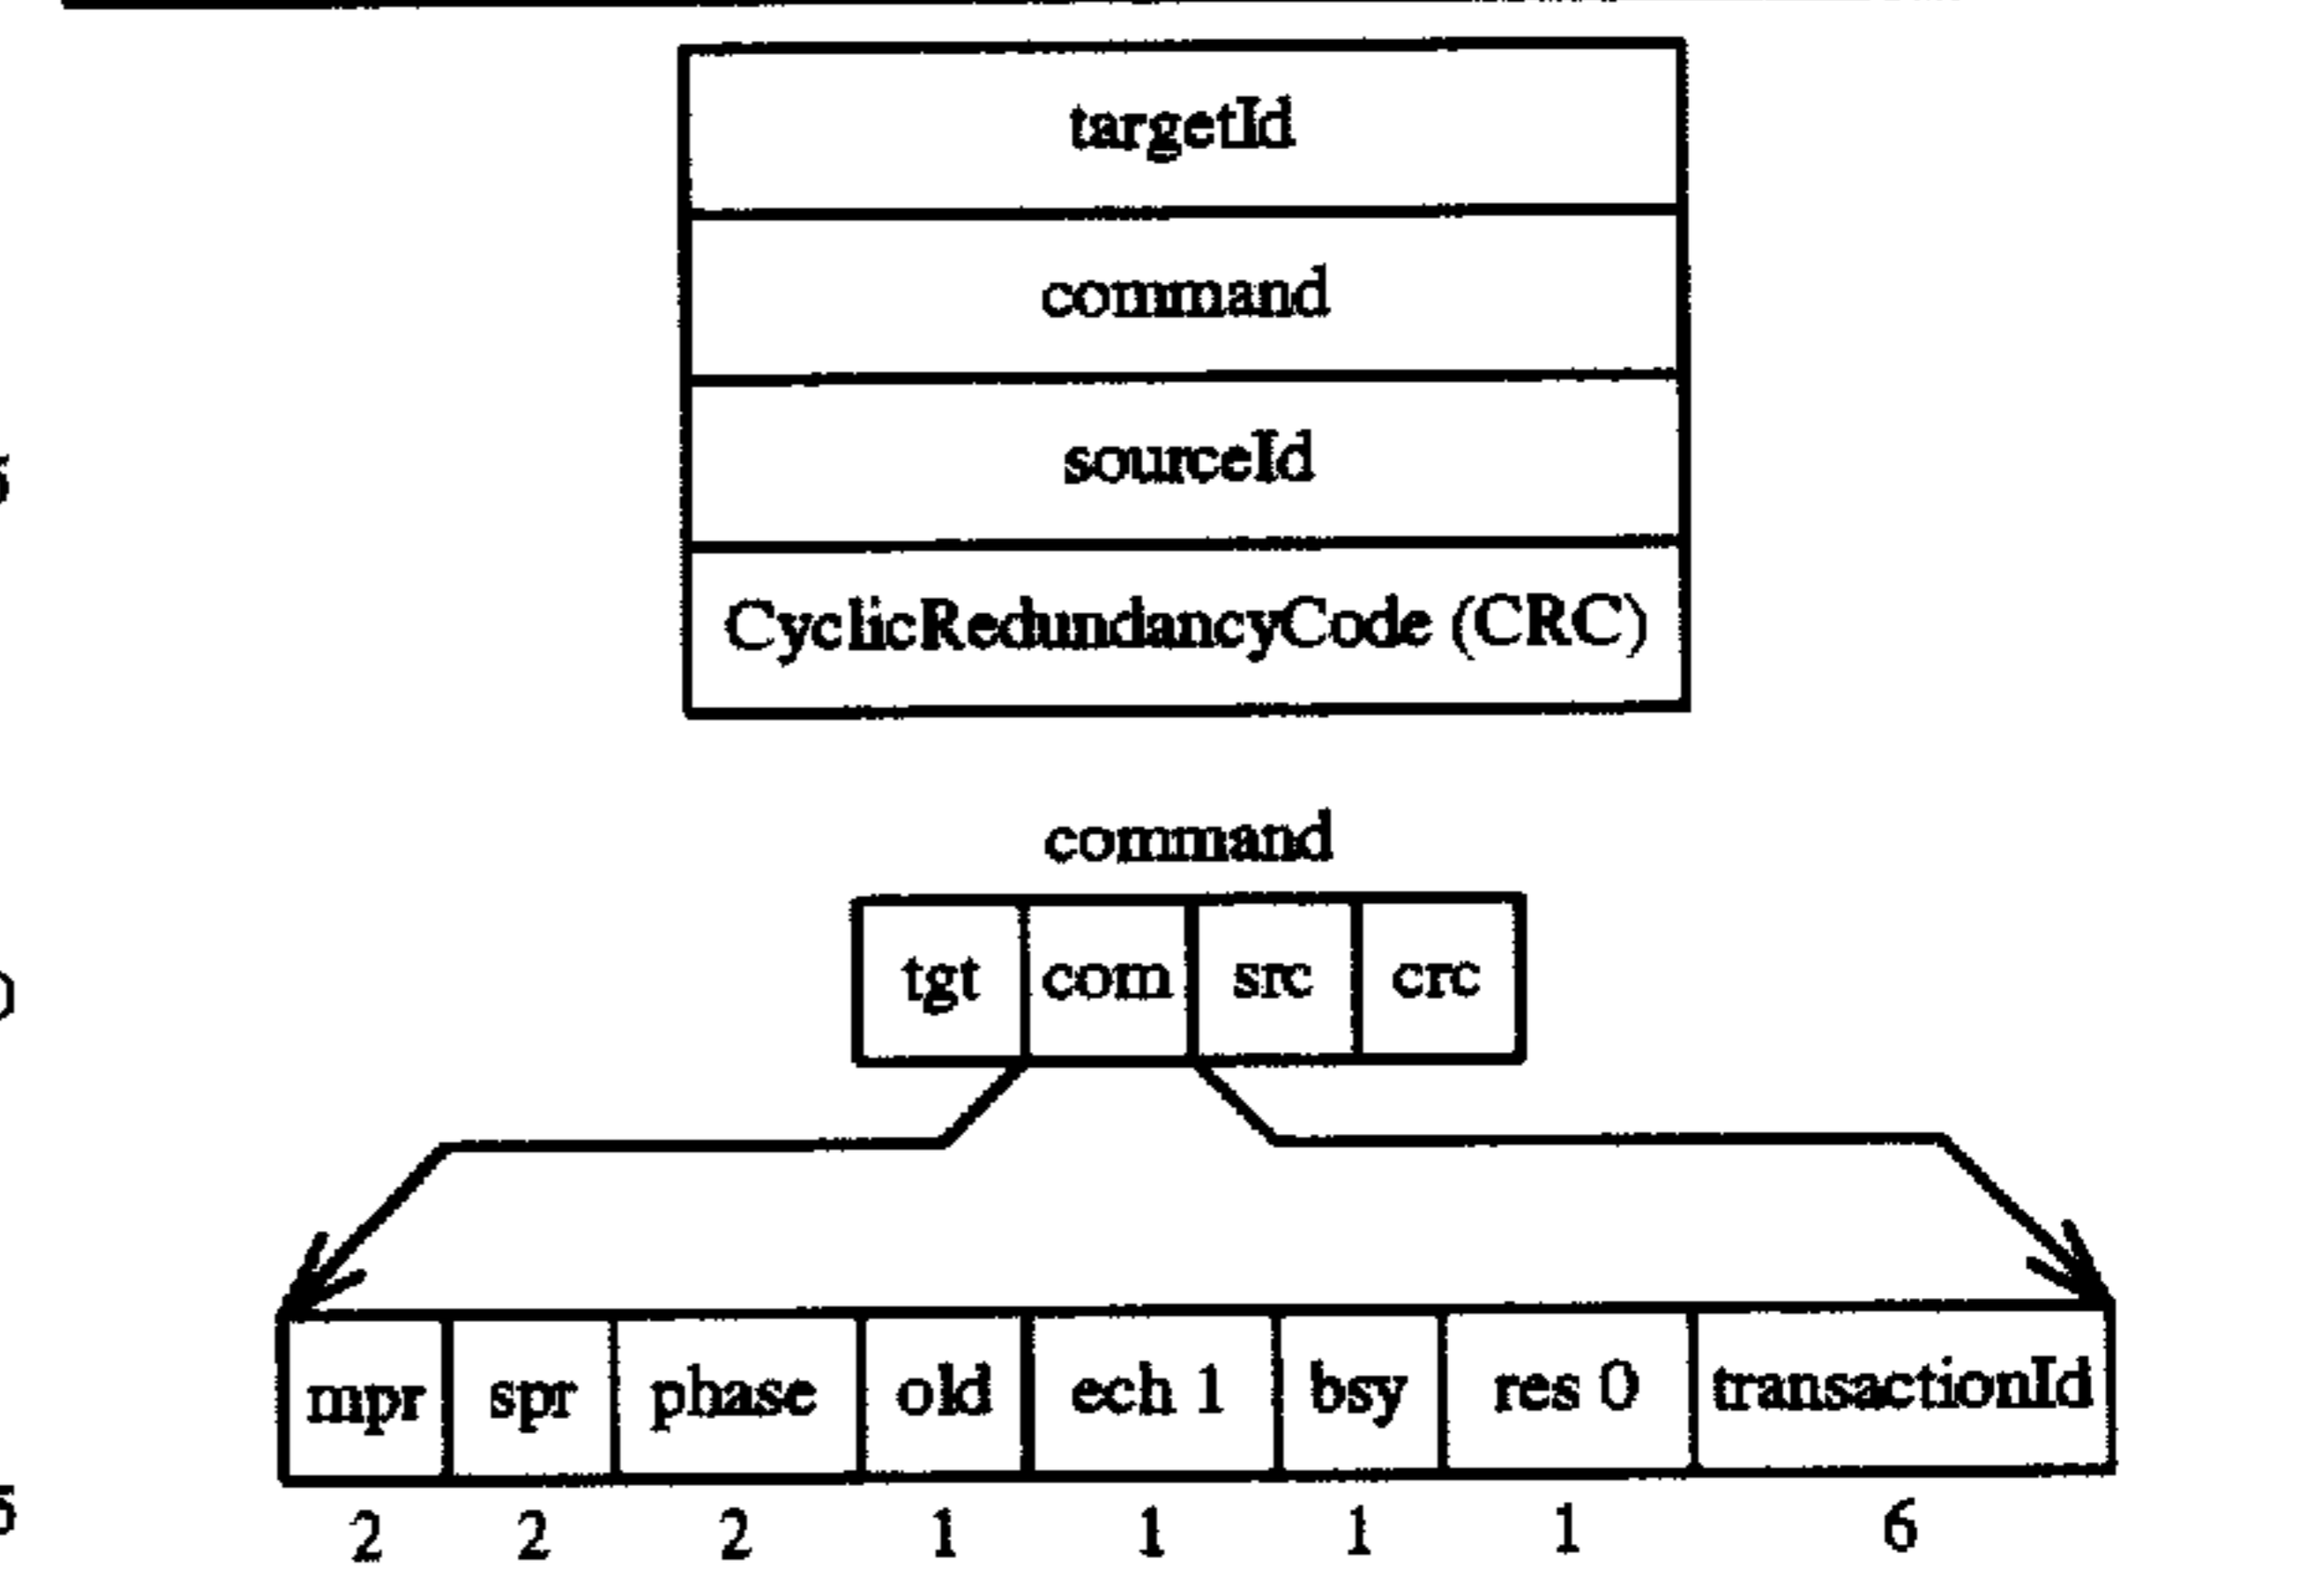 targetId
command
sourceId
CyclicRedundancyCode (CRC)
command
tgt com src crc
mpr spr phase old ech 1 bsy res 0 transactionId
2 2 2 1 1 1 1 6